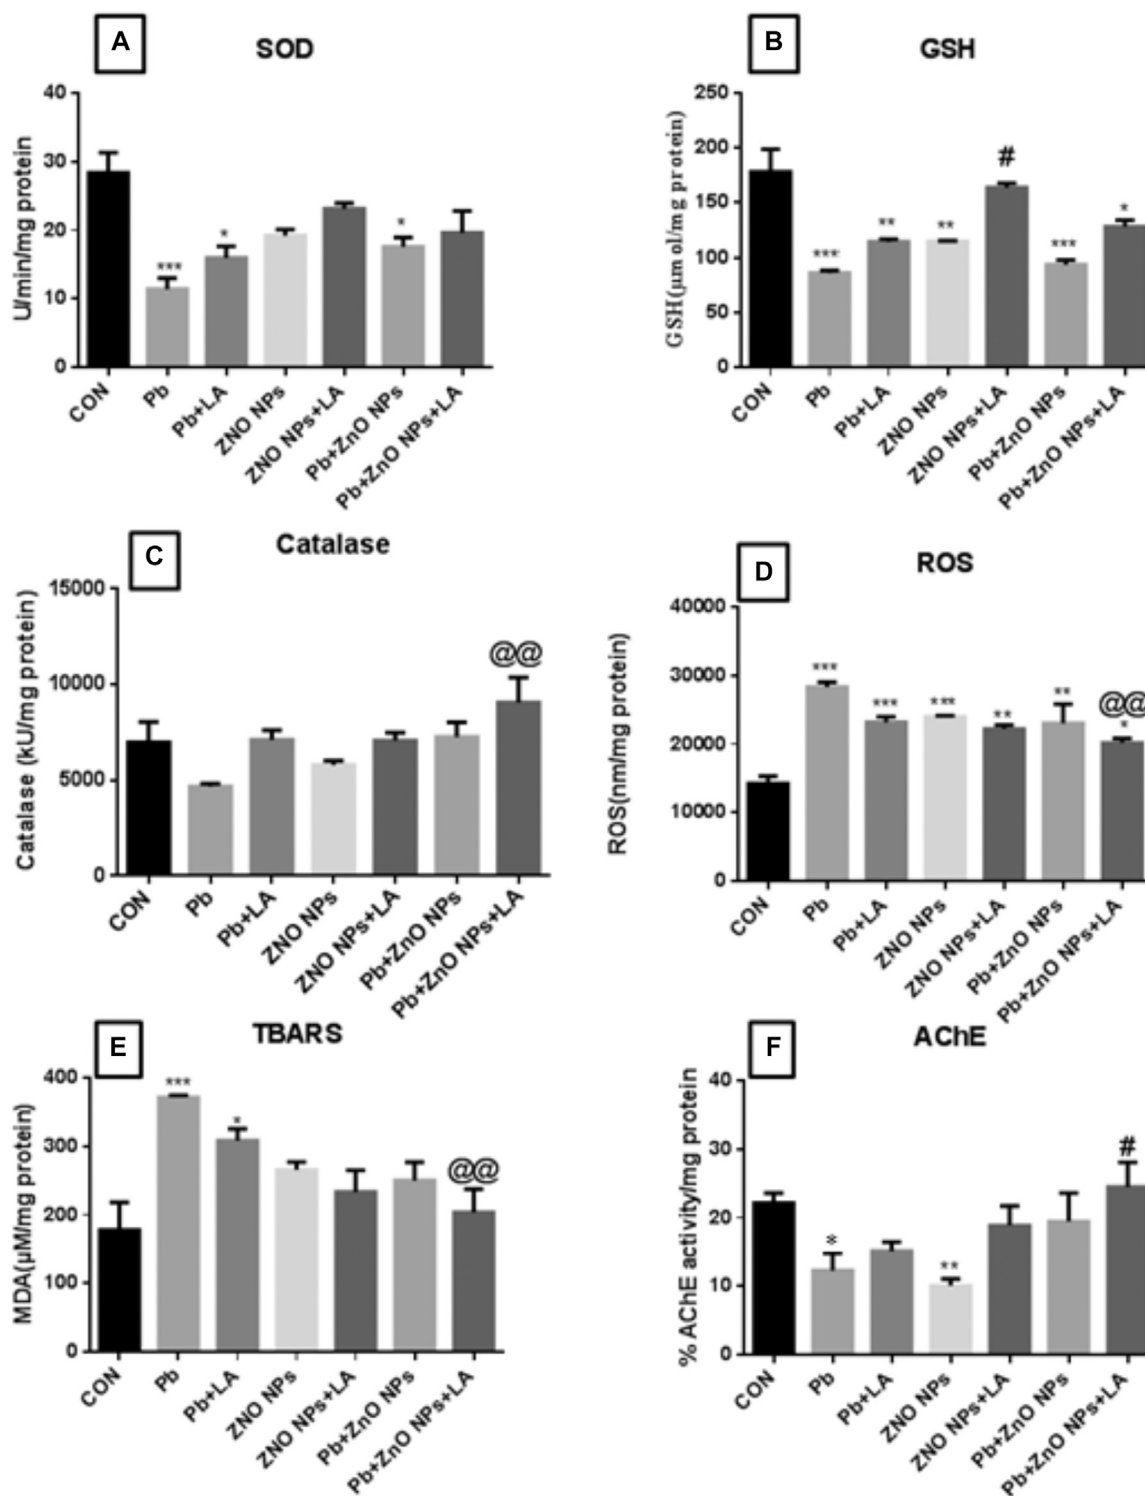 A
SOD
U/min/mg protein
40
30
20
10
0
***
*
*
CON
Pb
Pb+LA
ZNO NPs
ZNO NPs+LA
Pb+ZnO NPs
Pb+ZnO NPs+LA
B
GSH
GSH(µm ol/mg protein)
250
200
150
100
50
0
***
**
**
#
***
*
CON
Pb
Pb+LA
ZNO NPs
ZNO NPs+LA
Pb+ZnO NPs
Pb+ZnO NPs+LA
C
Catalase
Catalase (kU/mg protein)
15000
10000
5000
0
@@
CON
Pb
Pb+LA
ZNO NPs
ZNO NPs+LA
Pb+ZnO NPs
Pb+ZnO NPs+LA
D
ROS
ROS(nm/mg protein)
40000
30000
20000
10000
0
***
***
***
**
**
@@
*
CON
Pb
Pb+LA
ZNO NPs
ZNO NPs+LA
Pb+ZnO NPs
Pb+ZnO NPs+LA
E
TBARS
MDA(µM/mg protein)
400
300
200
100
0
***
*
@@
CON
Pb
Pb+LA
ZNO NPs
ZNO NPs+LA
Pb+ZnO NPs
Pb+ZnO NPs+LA
F
AChE
% AChE activity/mg protein
40
30
20
10
0
*
**
#
CON
Pb
Pb+LA
ZNO NPs
ZNO NPs+LA
Pb+ZnO NPs
Pb+ZnO NPs+LA